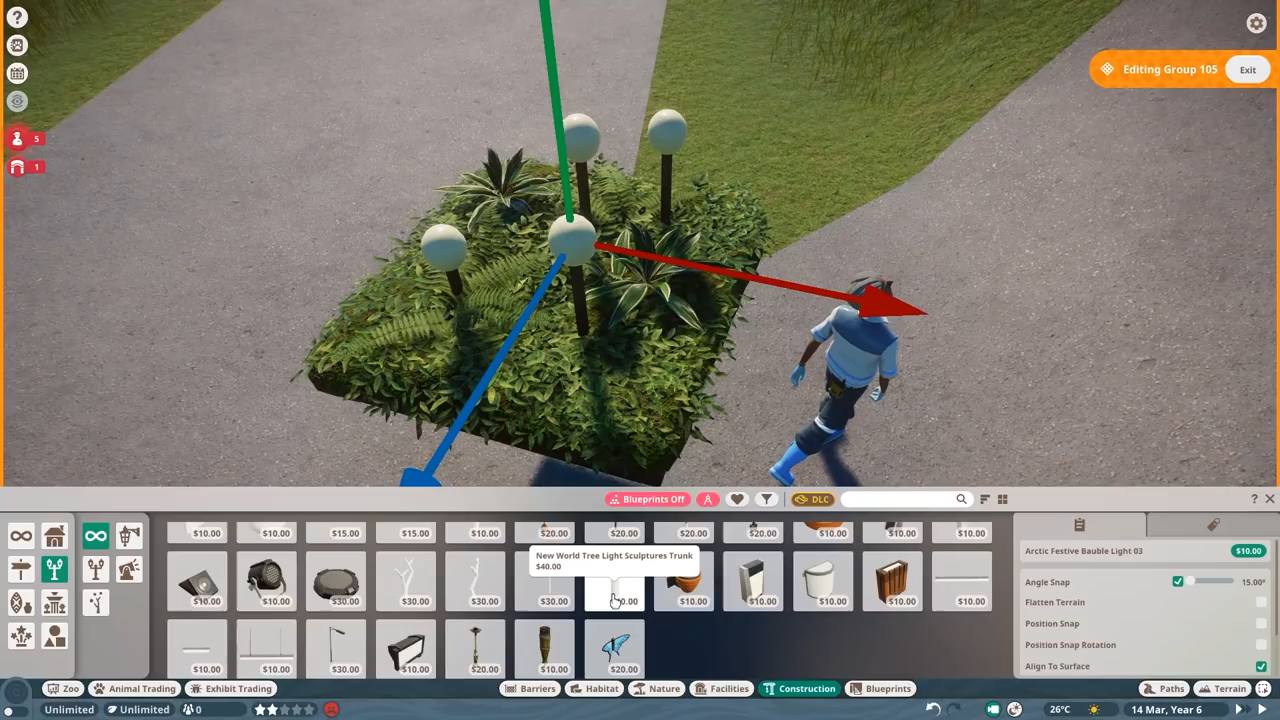 ?
Editing Group 105 Exit
5
1
Blueprints Off DLC ?
$10.00 $10.00 $15.00 $15.00 $10.00 $20.00 $20.00 $20.00 $20.00 $10.00 $10.00 $10.00
New World Tree Light Sculptures Trunk
$40.00
Arctic Festive Bauble Light 03 $10.00
Angle Snap 15.00°
$10.00 $10.00 $30.00 $30.00 $30.00 $30.00 $10.00 $10.00 $10.00 $10.00 $10.00
Flatten Terrain
Position Snap
Position Snap Rotation
$10.00 $10.00 $30.00 $10.00 $20.00 $10.00 $20.00
Align To Surface
Zoo Animal Trading Exhibit Trading Barriers Habitat Nature Facilities Construction Blueprints Paths Terrain
Unlimited Unlimited 0 26°C 14 Mar, Year 6